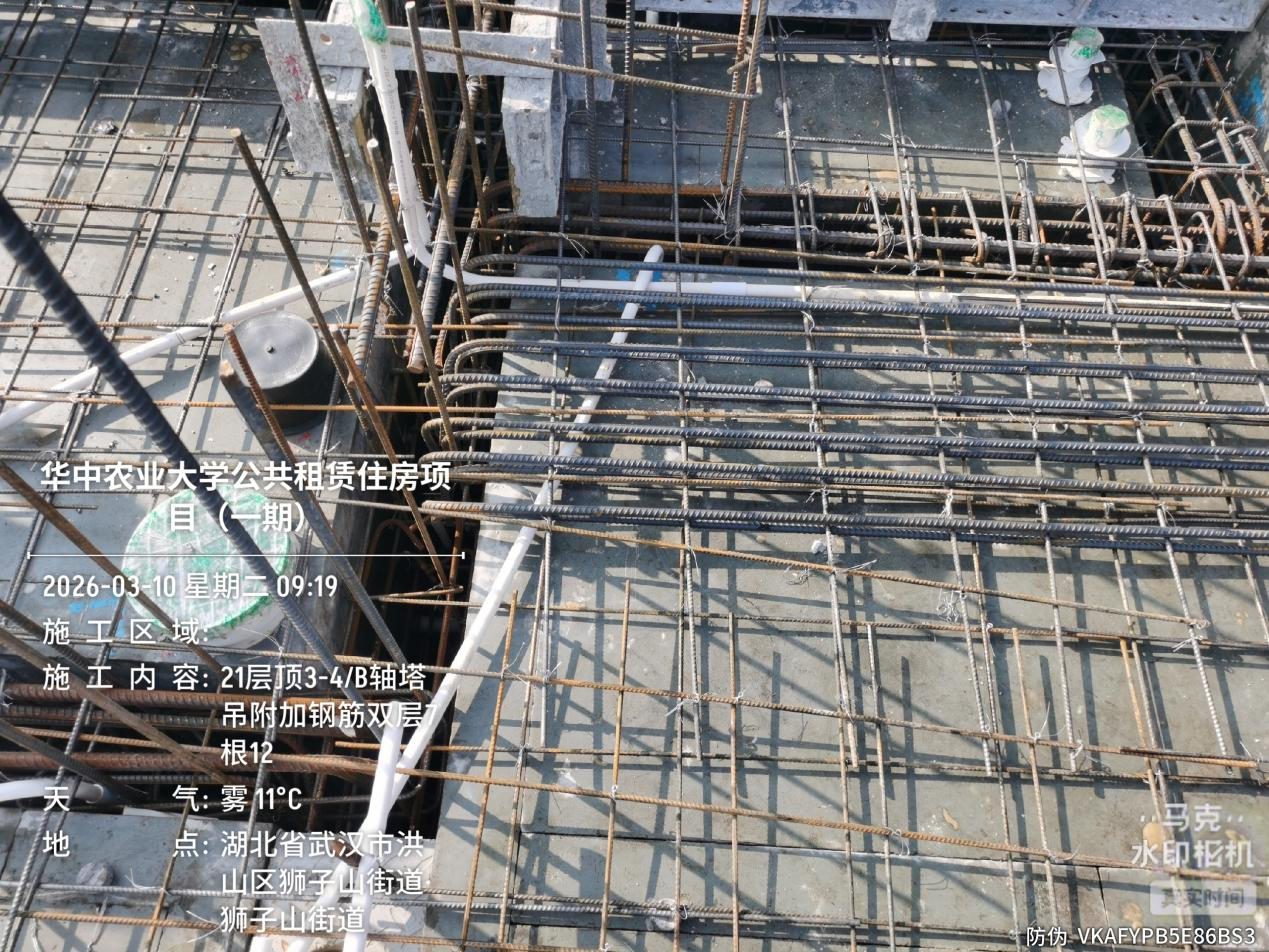 华中农业大学公共租赁住房项
目（一期）
2026-03-10 星期二 09:19
施工区域:
施工内容: 21层顶3-4/B轴塔
吊附加钢筋双层7
根12
天气: 雾 11°C
地点: 湖北省武汉市洪
山区狮子山街道
狮子山街道
马克
水印相机
真实时间
防伪 VKAFYPB5E86BS3